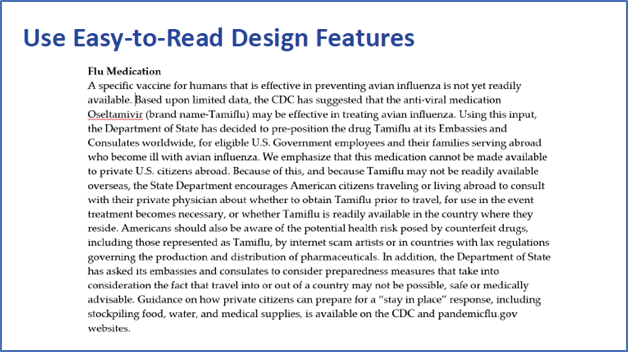 Use Easy-to-Read Design Features
Flu Medication
A specific vaccine for humans that is effective in preventing avian influenza is not yet readily
available. Based upon limited data, the CDC has suggested that the anti-viral medication
Oseltamivir (brand name-Tamiflu) may be effective in treating avian influenza. Using this input,
the Department of State has decided to pre-position the drug Tamiflu at its Embassies and
Consulates worldwide, for eligible U.S. Government employees and their families serving abroad
who become ill with avian influenza. We emphasize that this medication cannot be made available
to private U.S. citizens abroad. Because of this, and because Tamiflu may not be readily available
overseas, the State Department encourages American citizens traveling or living abroad to consult
with their private physician about whether to obtain Tamiflu prior to travel, for use in the event
treatment becomes necessary, or whether Tamiflu is readily available in the country where they
reside. Americans should also be aware of the potential health risk posed by counterfeit drugs,
including those represented as Tamiflu, by internet scam artists or in countries with lax regulations
governing the production and distribution of pharmaceuticals. In addition, the Department of State
has asked its embassies and consulates to consider preparedness measures that take into
consideration the fact that travel into or out of a country may not be possible, safe or medically
advisable. Guidance on how private citizens can prepare for a “stay in place” response, including
stockpiling food, water, and medical supplies, is available on the CDC and pandemicflu.gov
websites.